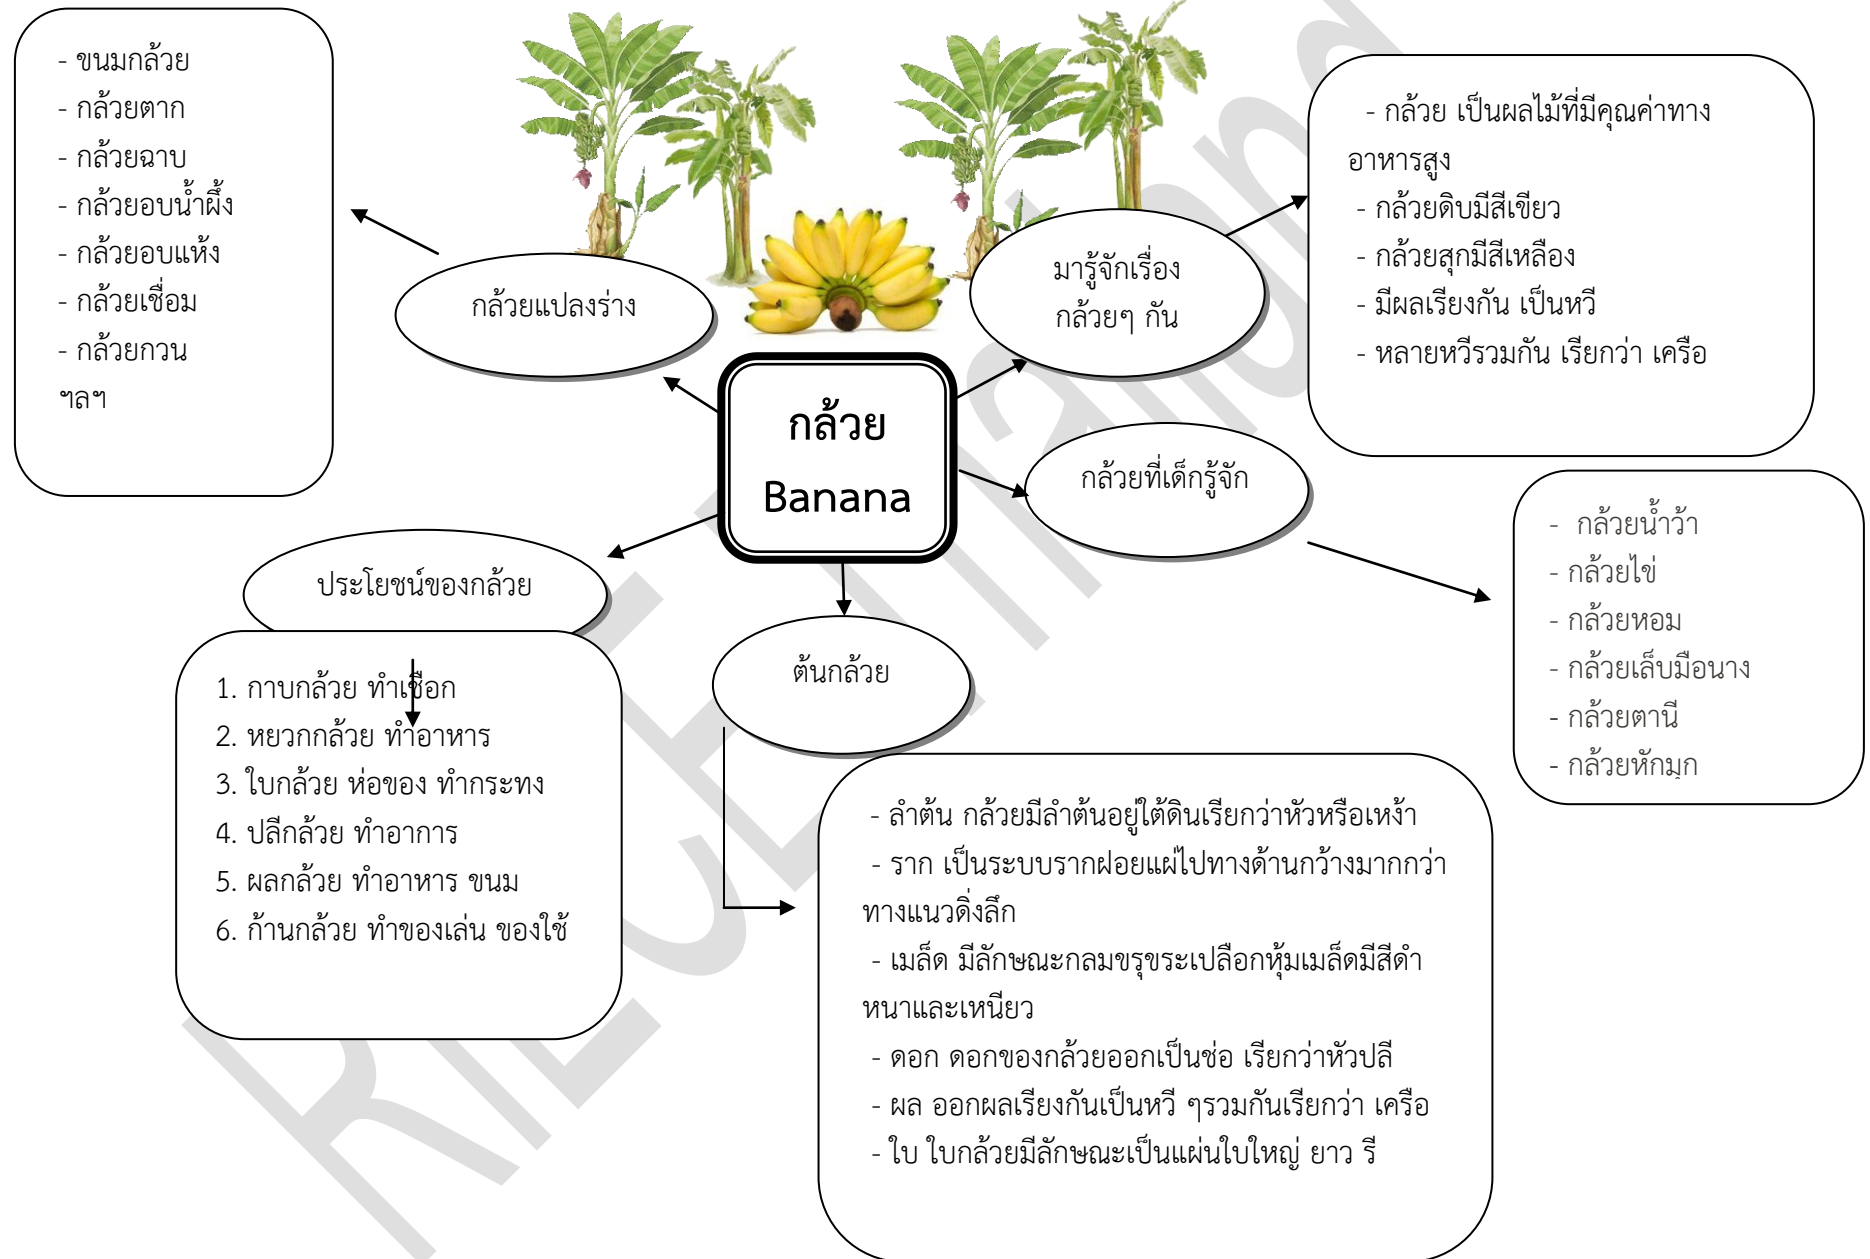 - ขนมกล้วย
- กล้วยตาก
- กล้วยฉาบ
- กล้วยอบน้ำผึ้ง
- กล้วยอบแห้ง
- กล้วยเชื่อม
- กล้วยกวน
ฯลฯ
กล้วยแปลงร่าง
มารู้จักเรื่อง
กล้วยๆ กัน
- กล้วย เป็นผลไม้ที่มีคุณค่าทาง
อาหารสูง
- กล้วยดิบมีสีเขียว
- กล้วยสุกมีสีเหลือง
- มีผลเรียงกัน เป็นหวี
- หลายหวีรวมกัน เรียกว่า เครือ
กล้วย
Banana
กล้วยที่เด็กรู้จัก
- กล้วยน้ำว้า
- กล้วยไข่
- กล้วยหอม
- กล้วยเล็บมือนาง
- กล้วยตานี
- กล้วยหักมุก
ประโยชน์ของกล้วย
1. กาบกล้วย ทำเชือก
2. หยวกกล้วย ทำอาหาร
3. ใบกล้วย ห่อของ ทำกระทง
4. ปลีกล้วย ทำอาการ
5. ผลกล้วย ทำอาหาร ขนม
6. ก้านกล้วย ทำของเล่น ของใช้
ต้นกล้วย
- ลำต้น กล้วยมีลำต้นอยู่ใต้ดินเรียกว่าหัวหรือเหง้า
- ราก เป็นระบบรากฝอยแผ่ไปทางด้านกว้างมากกว่า
ทางแนวดิ่งลึก
- เมล็ด มีลักษณะกลมขรุขระเปลือกหุ้มเมล็ดมีสีดำ
หนาและเหนียว
- ดอก ดอกของกล้วยออกเป็นช่อ เรียกว่าหัวปลี
- ผล ออกผลเรียงกันเป็นหวี ๆรวมกันเรียกว่า เครือ
- ใบ ใบกล้วยมีลักษณะเป็นแผ่นใบใหญ่ ยาว รี